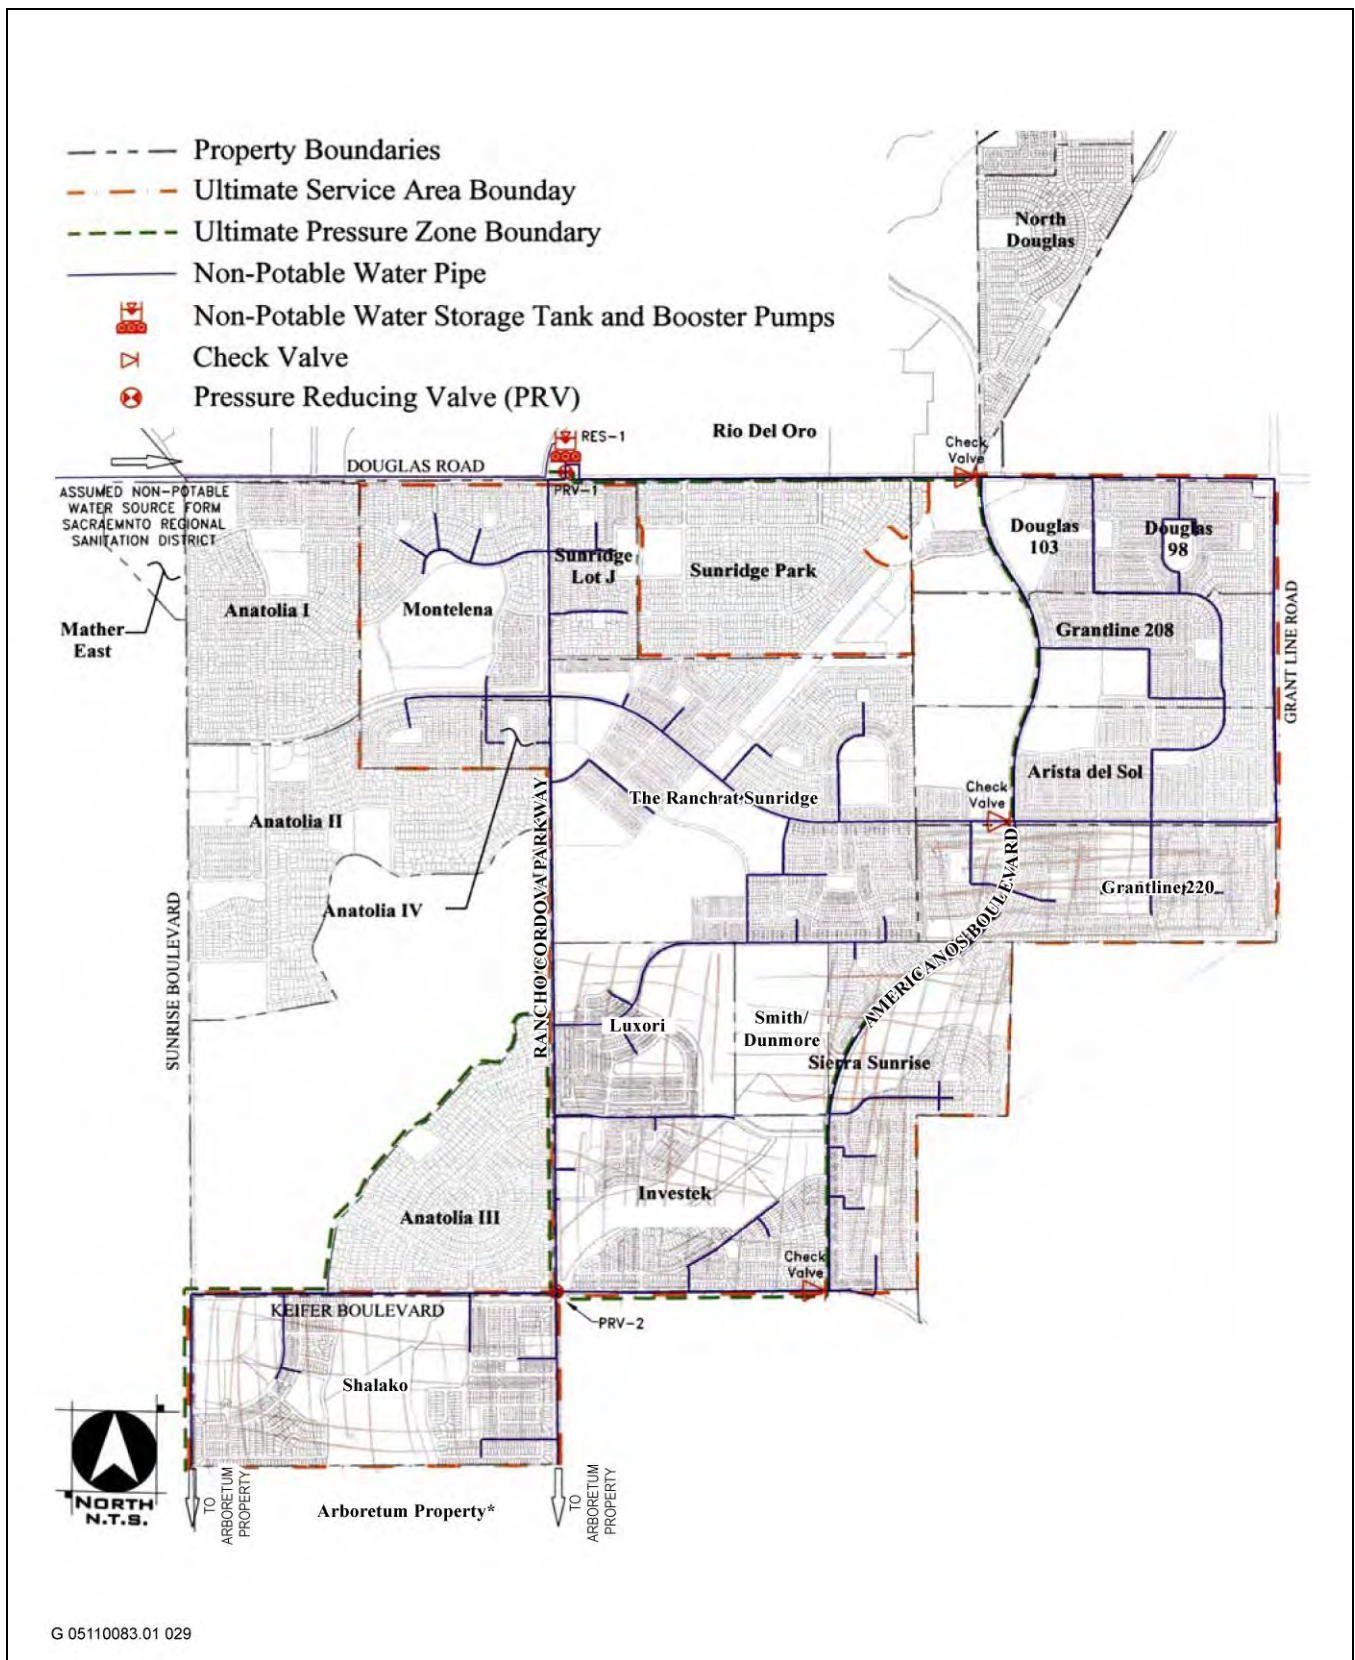 Property Boundaries
Ultimate Service Area Bounday
Ultimate Pressure Zone Boundary
Non-Potable Water Pipe
Non-Potable Water Storage Tank and Booster Pumps
Check Valve
Pressure Reducing Valve (PRV)
North
Douglas
Rio Del Oro
RES-1
Check
Valve
DOUGLAS ROAD
PRV-1
ASSUMED NON-POTABLE
WATER SOURCE FORM
SACRAEMNTO REGIONAL
SANITATION DISTRICT
Mather
East
Anatolia I
Montelena
Sunridge
Lot J
Sunridge Park
Douglas
103
Douglas
98
Grantline 208
GRANT LINE ROAD
Arista del Sol
Check
Valve
The Ranch at Sunridge
Anatolia II
Anatolia IV
Grantline 220
SUNRISE BOULEVARD
RANCHO CORDOVA PARKWAY
AMERICANOS BOULEVARD
Luxori
Smith/
Dunmore
Sierra Sunrise
Investek
Anatolia III
Check
Valve
KEIFER BOULEVARD
PRV-2
Shalako
NORTH
N.T.S.
TO
ARBORETUM
PROPERTY
Arboretum Property*
TO
ARBORETUM
PROPERTY
G 05110083.01 029